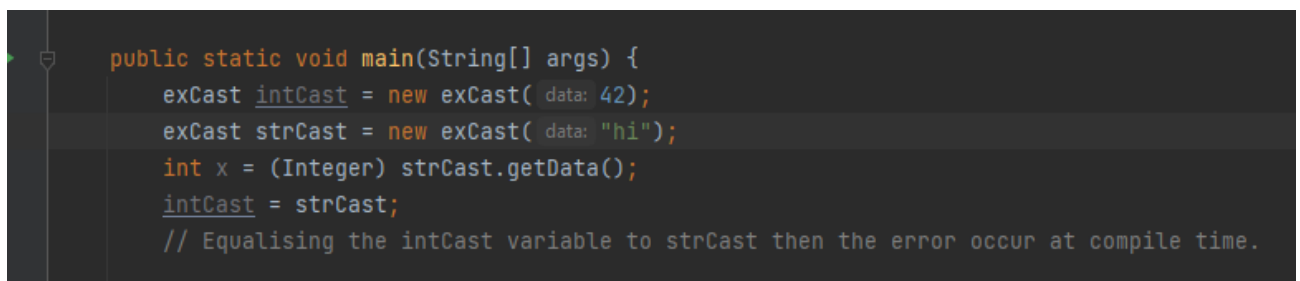 public static void main(String[] args) {
exCast intCast = new exCast( data: 42);
exCast strCast = new exCast( data: "hi");
int x = (Integer) strCast.getData();
intCast = strCast;
// Equalising the intCast variable to strCast then the error occur at compile time.